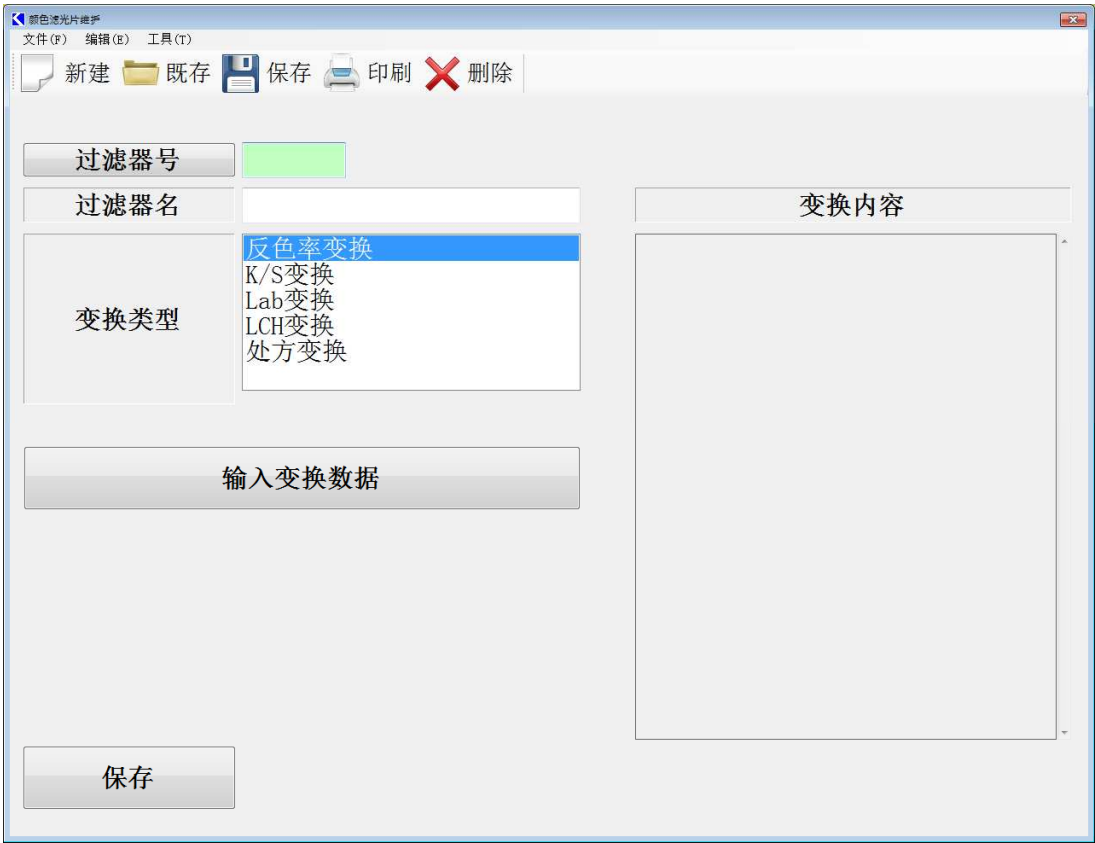 颜色滤光片维护
文件(F) 编辑(E) 工具(T)
新建 既存 保存 印刷 删除
过滤器号
过滤器名
变换内容
变换类型
反色率变换
K/S变换
Lab变换
LCH变换
处方变换
输入变换数据
保存